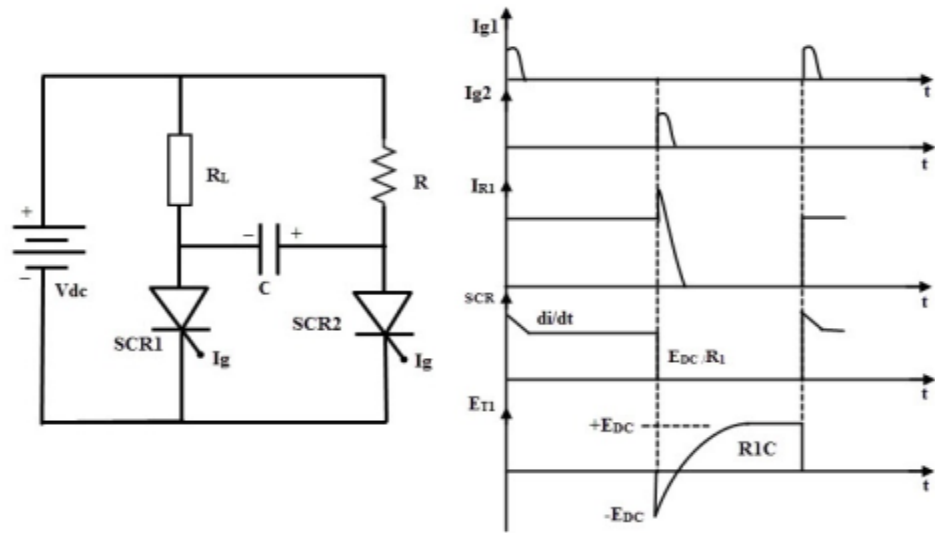 +
−
Vdc
RL
R
− +
C
SCR1
Ig
SCR2
Ig
Ig1
t
Ig2
t
IR1
t
SCR
di/dt
EDC /R1
t
ET1
+EDC
R1C
t
-EDC